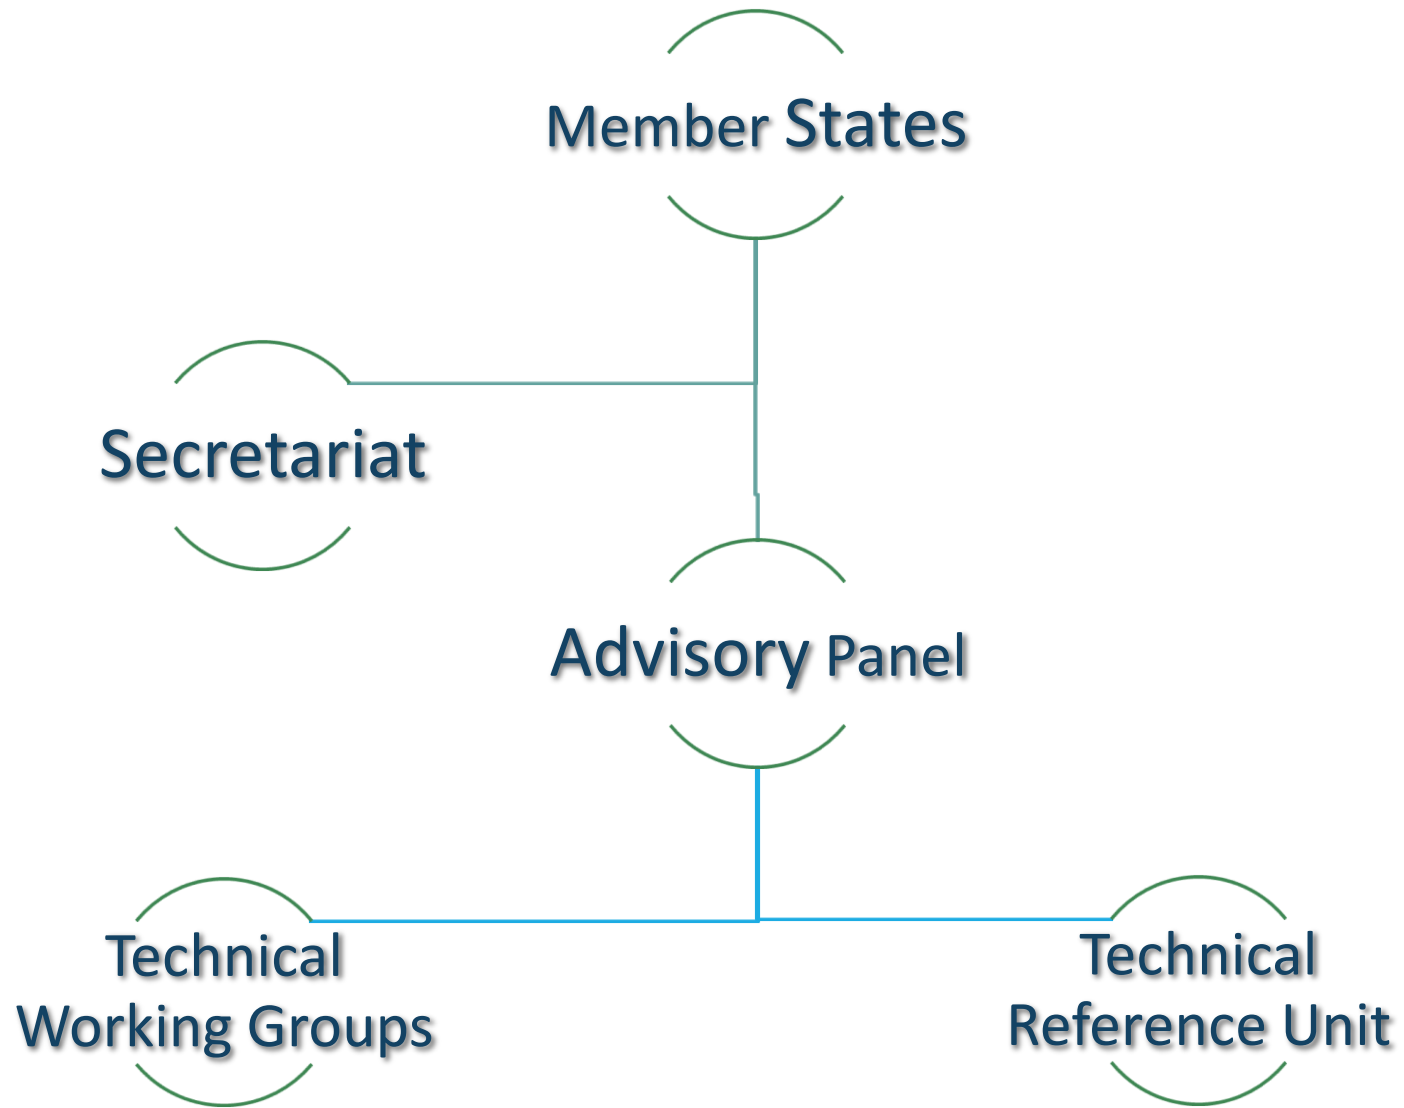 Member States
Secretariat
Advisory Panel
Technical
Working Groups
Technical
Reference Unit